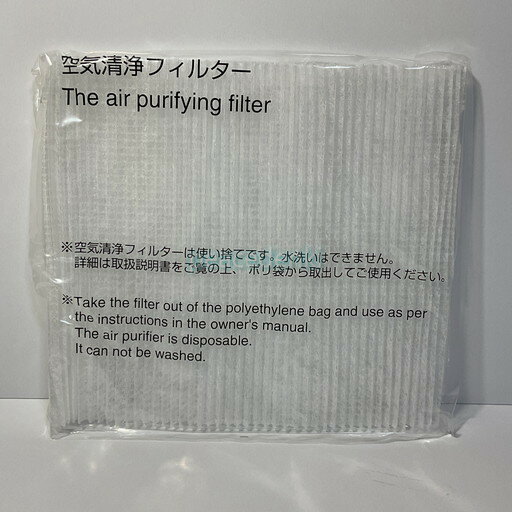 空気清浄フィルター
The air purifying filter
※空気清浄フィルターは使い捨てです。水洗いはできません。
詳細は取扱説明書をご覧の上、ポリ袋から取出してご使用ください。
※Take the filter out of the polyethylene bag and use as per
the instructions in the owner's manual.
The air purifier is disposable.
It can not be washed.